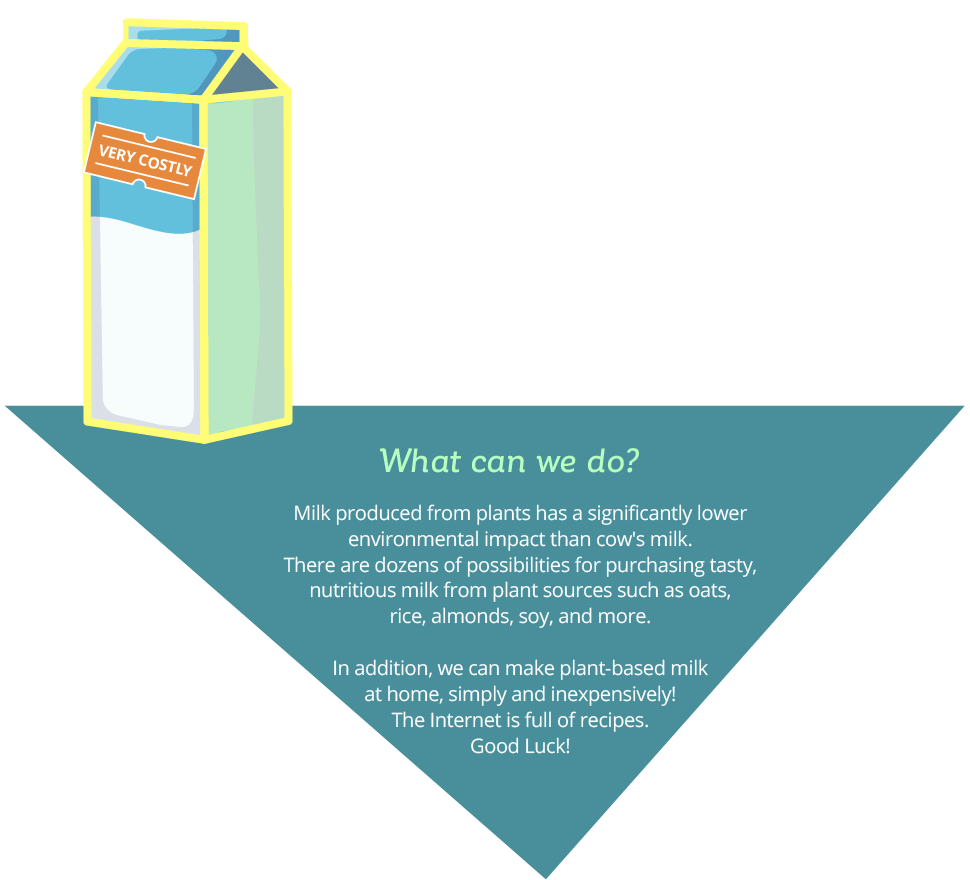 VERY COSTLY
What can we do?
Milk produced from plants has a significantly lower
environmental impact than cow's milk.
There are dozens of possibilities for purchasing tasty,
nutritious milk from plant sources such as oats,
rice, almonds, soy, and more.
In addition, we can make plant-based milk
at home, simply and inexpensively!
The Internet is full of recipes.
Good Luck!